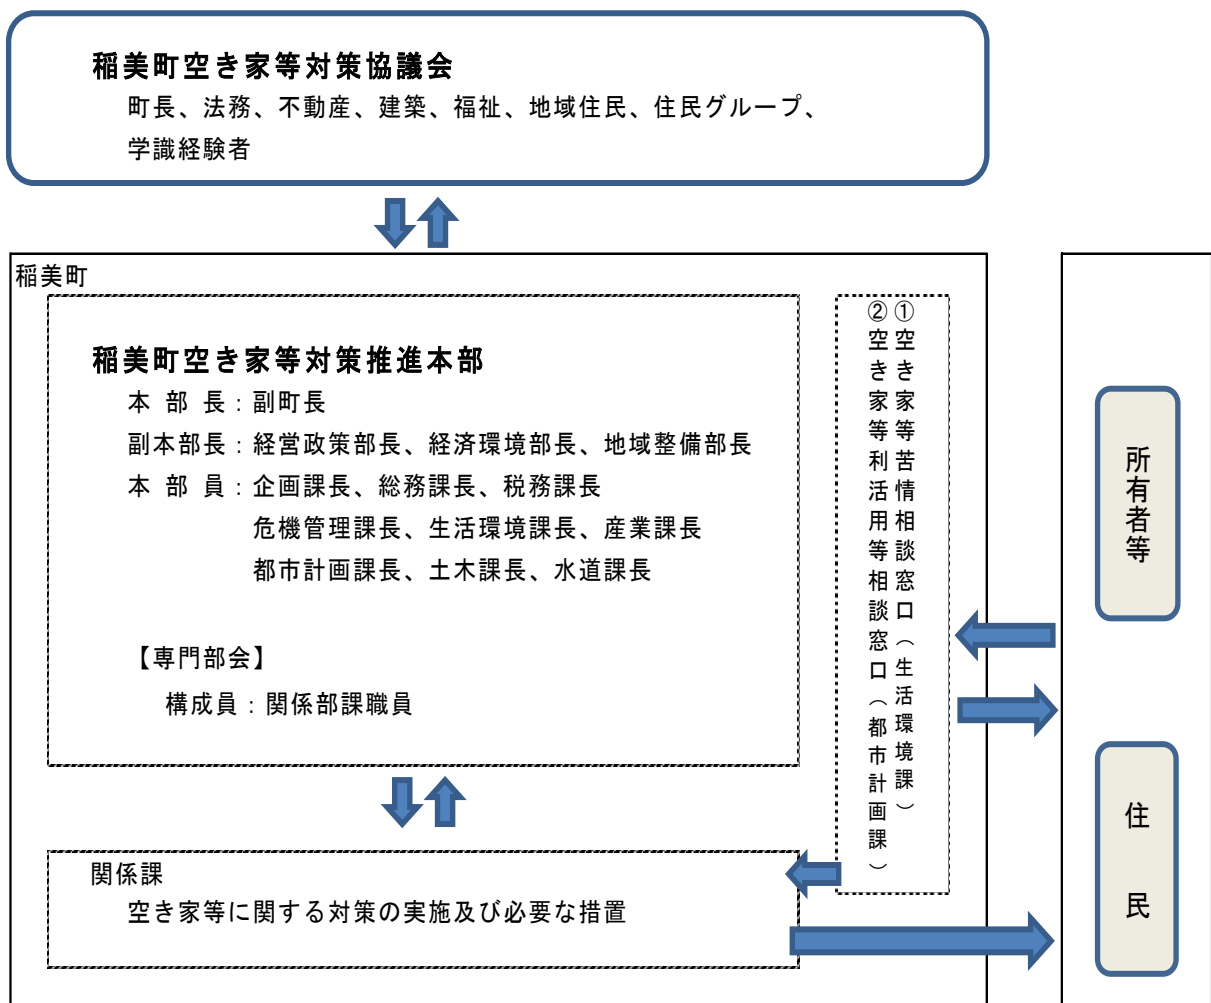 稲美町空き家等対策協議会
町長、法務、不動産、建築、福祉、地域住民、住民グループ、
学識経験者
稲美町
稲美町空き家等対策推進本部
本 部 長：副町長
副本部長：経営政策部長、経済環境部長、地域整備部長
本 部 員：企画課長、総務課長、税務課長
危機管理課長、生活環境課長、産業課長
都市計画課長、土木課長、水道課長
【専門部会】
構成員：関係部課職員
①空き家等苦情相談窓口（生活環境課）
②空き家等利活用等相談窓口（都市計画課）
関係課
空き家等に関する対策の実施及び必要な措置
所有者等
住 民